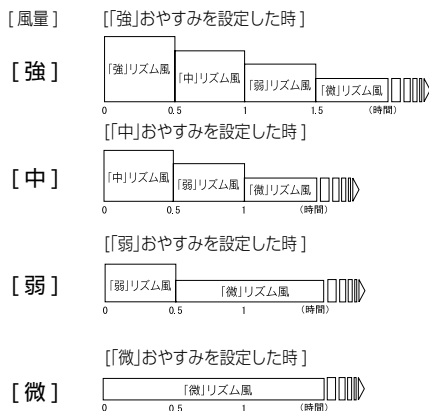 [ 風量 ] [｢強｣おやすみを設定した時 ]
[ 強 ]
｢強｣リズム風 ｢中｣リズム風 ｢弱｣リズム風 ｢微｣リズム風
0 0.5 1 1.5 (時間)
[｢中｣おやすみを設定した時 ]
[ 中 ]
｢中｣リズム風 ｢弱｣リズム風 ｢微｣リズム風
0 0.5 1 (時間)
[｢弱｣おやすみを設定した時 ]
[ 弱 ]
｢弱｣リズム風 ｢微｣リズム風
0 0.5 1 (時間)
[｢微｣おやすみを設定した時 ]
[ 微 ]
｢微｣リズム風
0 0.5 1 (時間)